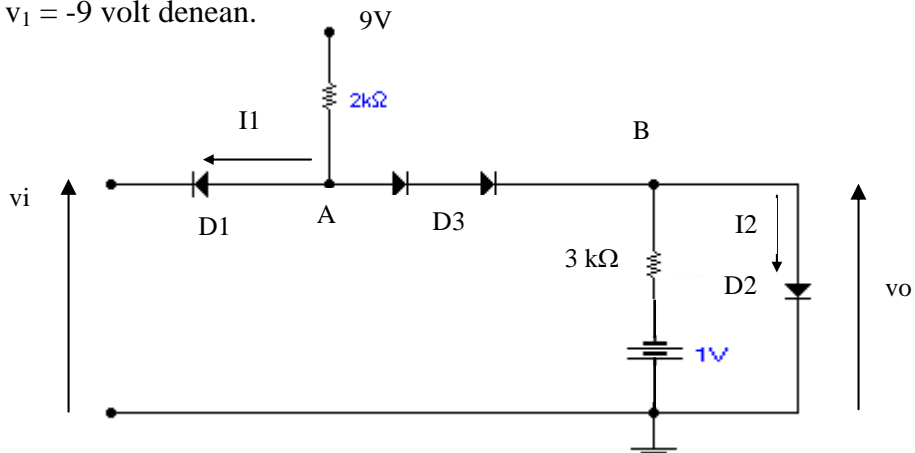 v₁ = -9 volt denean.
9V
2kΩ
I1
B
vi
D1
A
D3
I2
3 kΩ
D2
vo
1V